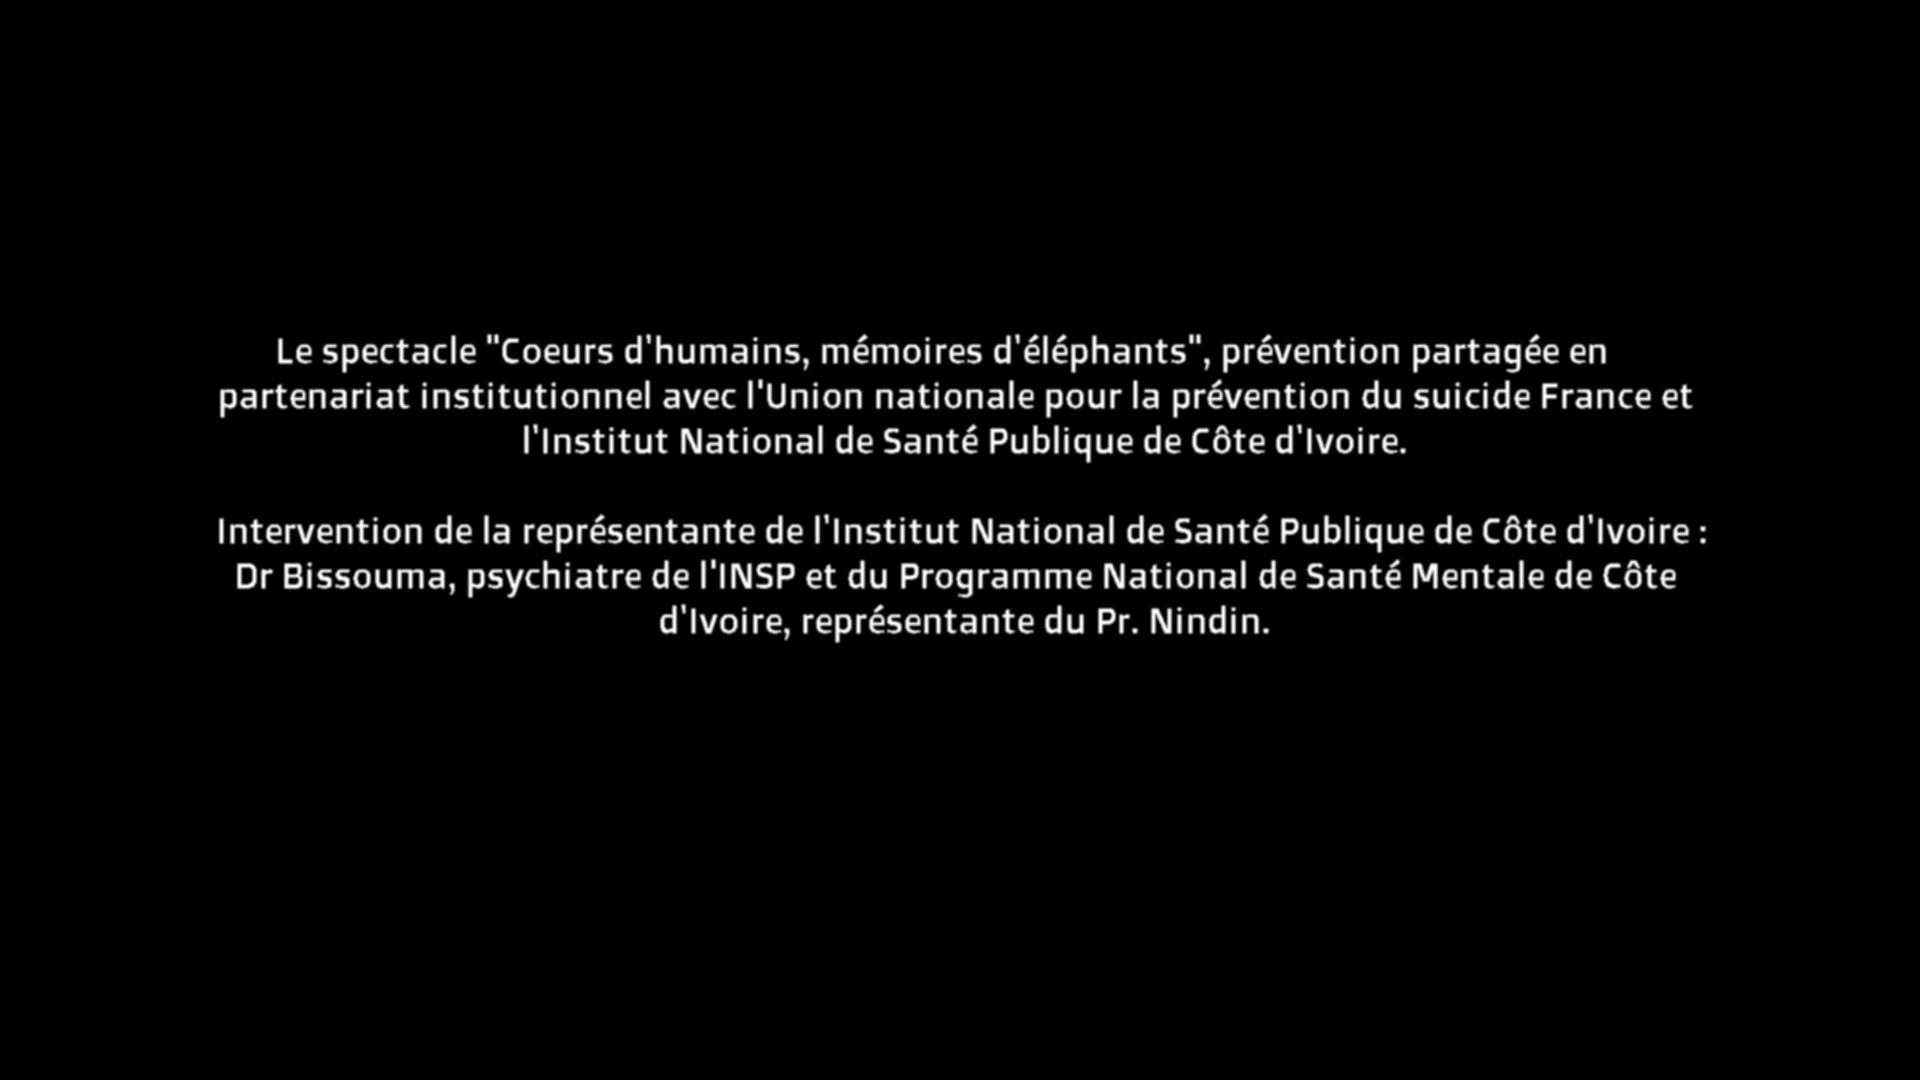 Le spectacle "Coeurs d'humains, mémoires d'éléphants", prévention partagée en
partenariat institutionnel avec l'Union nationale pour la prévention du suicide France et
l'Institut National de Santé Publique de Côte d'Ivoire.
Intervention de la représentante de l'Institut National de Santé Publique de Côte d'Ivoire :
Dr Bissouma, psychiatre de l'INSP et du Programme National de Santé Mentale de Côte
d'Ivoire, représentante du Pr. Nindin.